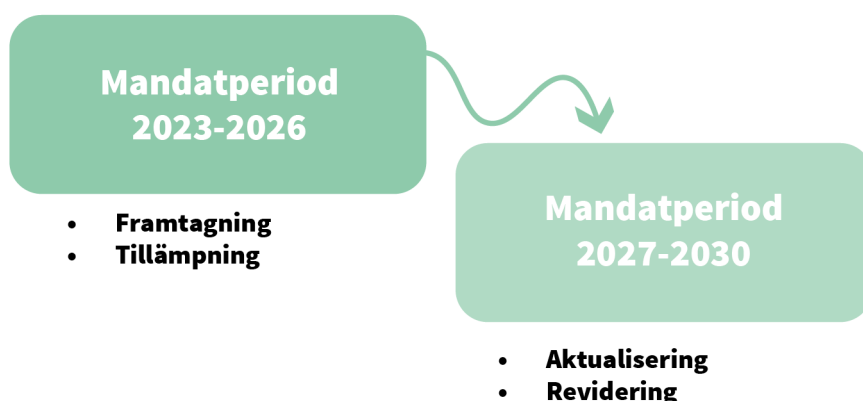 Mandatperiod
2023-2026
• Framtagning
• Tillämpning
Mandatperiod
2027-2030
• Aktualisering
• Revidering